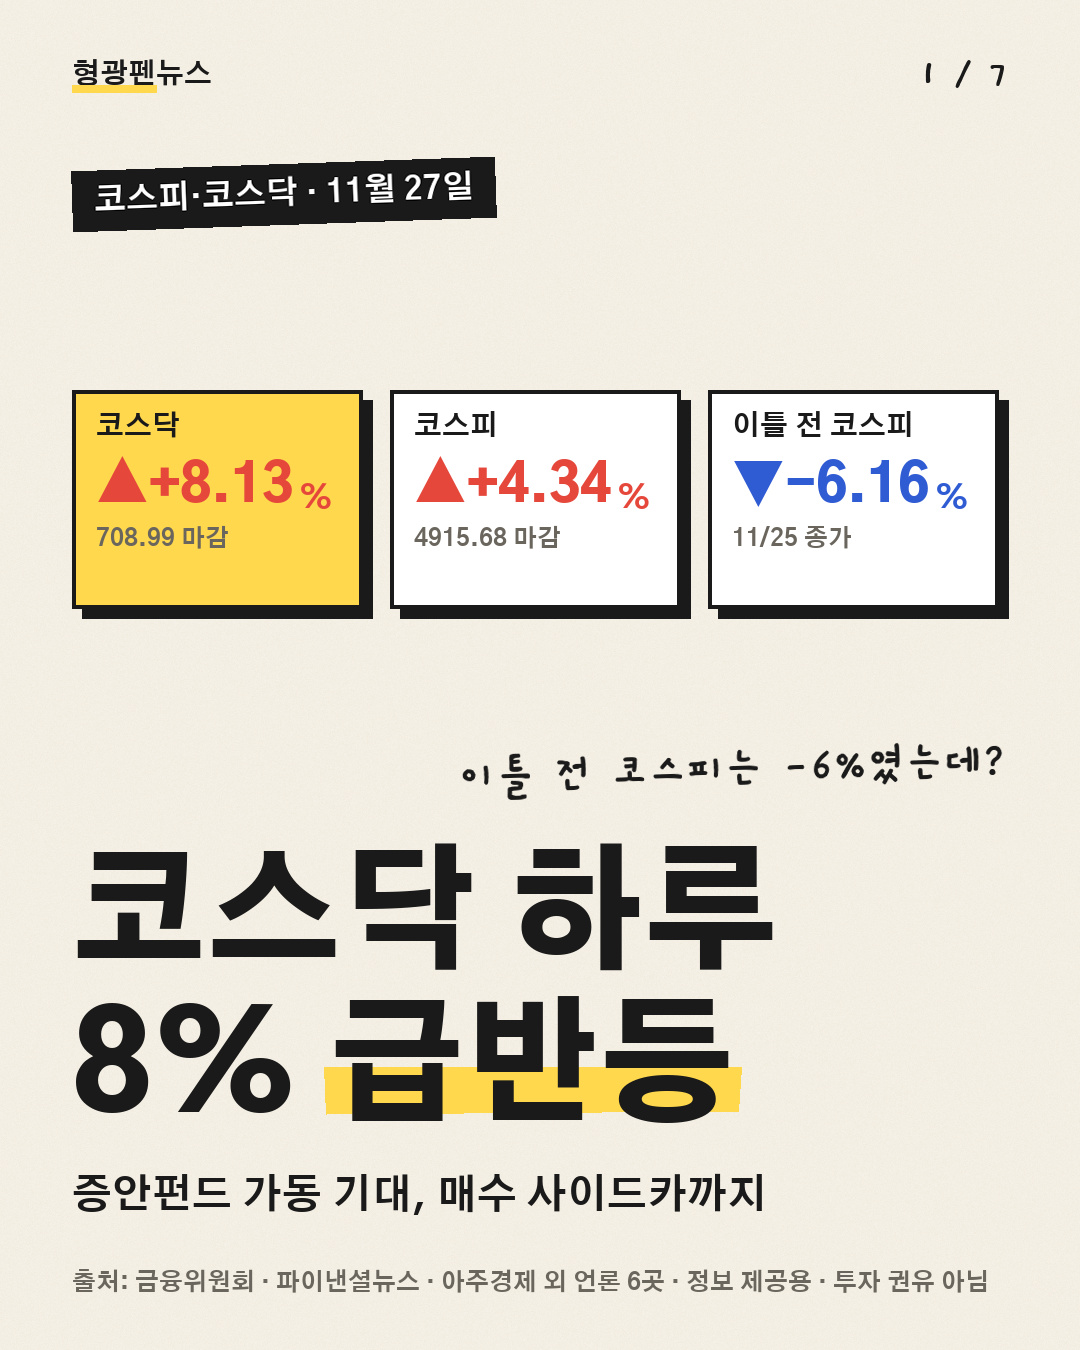 형광펜뉴스
1 / 7
코스피·코스닥 · 11월 27일
코스닥
▲+8.13%
708.99 마감
코스피
▲+4.34%
4915.68 마감
이틀 전 코스피
▼−6.16%
11/25 종가
이틀 전 코스피는 -6%였는데?
코스닥 하루
8% 급반등
증안펀드 가동 기대, 매수 사이드카까지
출처: 금융위원회 · 파이낸셜뉴스 · 아주경제 외 언론 6곳 · 정보 제공용 · 투자 권유 아님